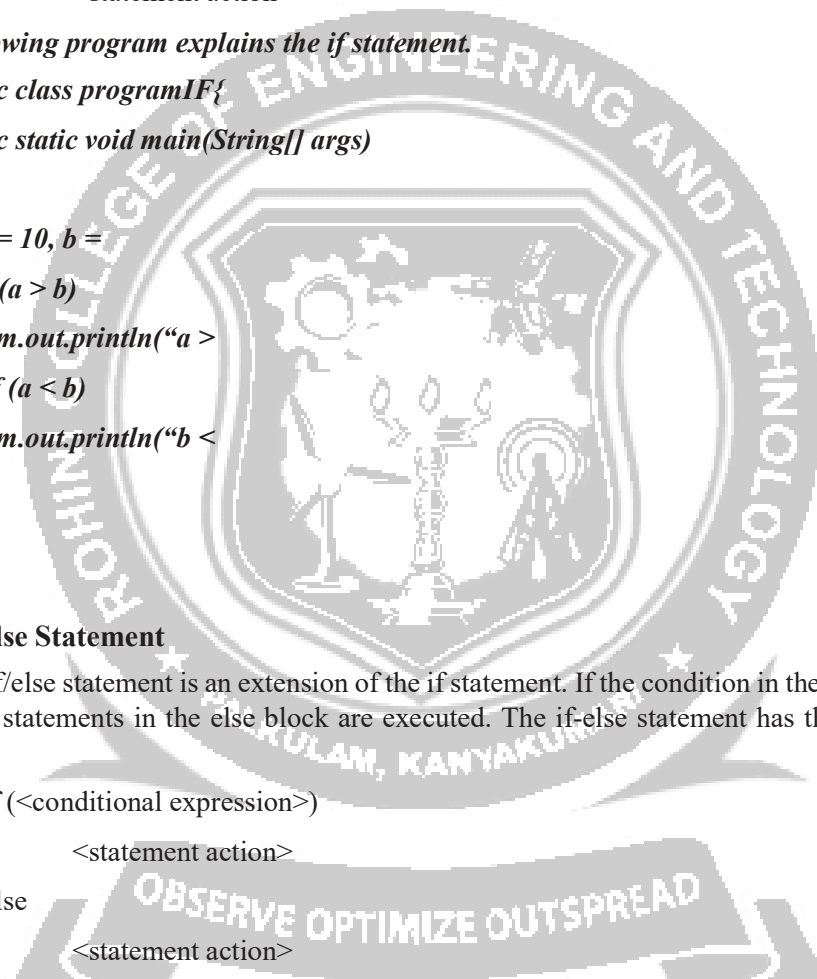 statement action
owing program explains the if statement.
c class programIF{
c static void main(String[] args)
= 10, b =
(a > b)
m.out.println(“a >
f (a < b)
m.out.println(“b <
lse Statement
f/else statement is an extension of the if statement. If the condition in the
statements in the else block are executed. The if-else statement has th
f (<conditional expression>)
<statement action>
lse
<statement action>
ROHINI COLLEGE OF ENGINEERING AND TECHNOLOGY
PALKULAM, KANYAKUMARI
OBSERVE OPTIMIZE OUTSPREAD